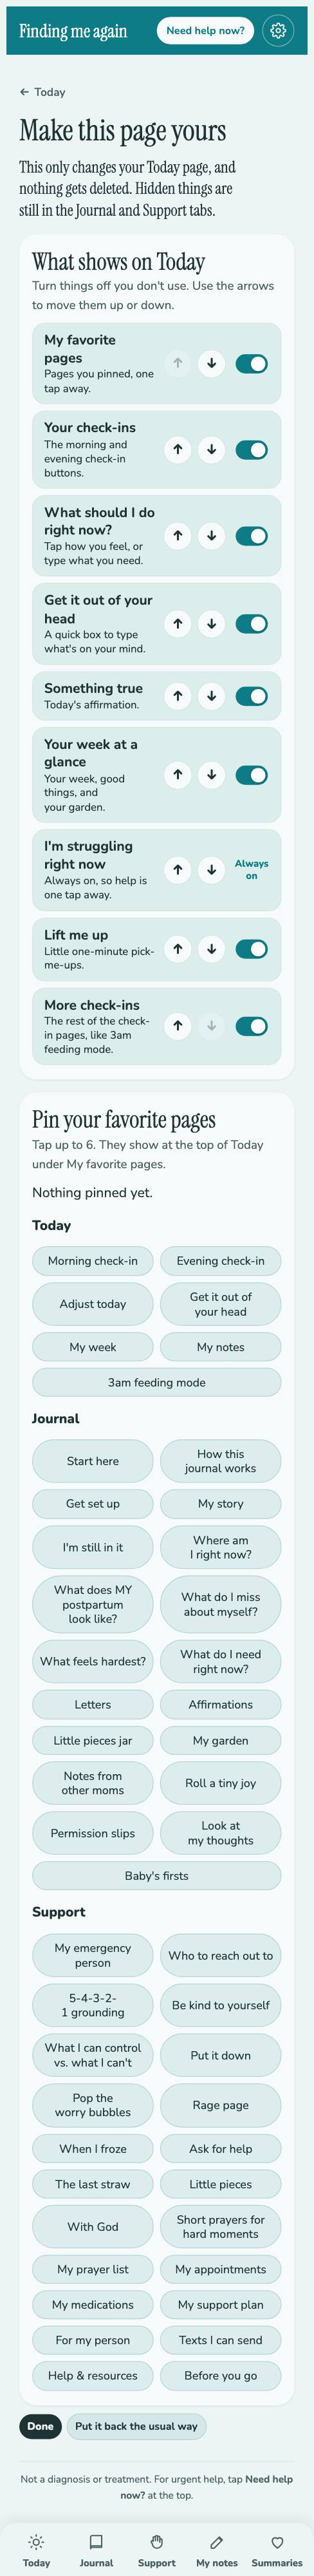 Finding me again
Need help now?
← Today
Make this page yours
This only changes your Today page, and
nothing gets deleted. Hidden things are
still in the Journal and Support tabs.
What shows on Today
Turn things off you don't use. Use the arrows
to move them up or down.
My favorite
pages
Pages you pinned, one
tap away.
Your check-ins
The morning and
evening check-in
buttons.
What should I do
right now?
Tap how you feel, or
type what you need.
Get it out of your
head
A quick box to type
what's on your mind.
Something true
Today's affirmation.
Your week at a
glance
Your week, good
things, and
your garden.
I'm struggling
right now
Always on, so help is
one tap away.
Always
on
Lift me up
Little one-minute pick-
me-ups.
More check-ins
The rest of the check-
in pages, like 3am
feeding mode.
Pin your favorite pages
Tap up to 6. They show at the top of Today
under My favorite pages.
Nothing pinned yet.
Today
Morning check-in
Evening check-in
Adjust today
Get it out of
your head
My week
My notes
3am feeding mode
Journal
Start here
How this
journal works
Get set up
My story
I'm still in it
Where am
I right now?
What does MY
postpartum
look like?
What do I miss
about myself?
What feels hardest?
What do I need
right now?
Letters
Affirmations
Little pieces jar
My garden
Notes from
other moms
Roll a tiny joy
Permission slips
Look at
my thoughts
Baby's firsts
Support
My emergency
person
Who to reach out to
5-4-3-2-
1 grounding
Be kind to yourself
What I can control
vs. what I can't
Put it down
Pop the
worry bubbles
Rage page
When I froze
Ask for help
The last straw
Little pieces
With God
Short prayers for
hard moments
My prayer list
My appointments
My medications
My support plan
For my person
Texts I can send
Help & resources
Before you go
Done
Put it back the usual way
Not a diagnosis or treatment. For urgent help, tap Need help
now? at the top.
Today
Journal
Support
My notes
Summaries